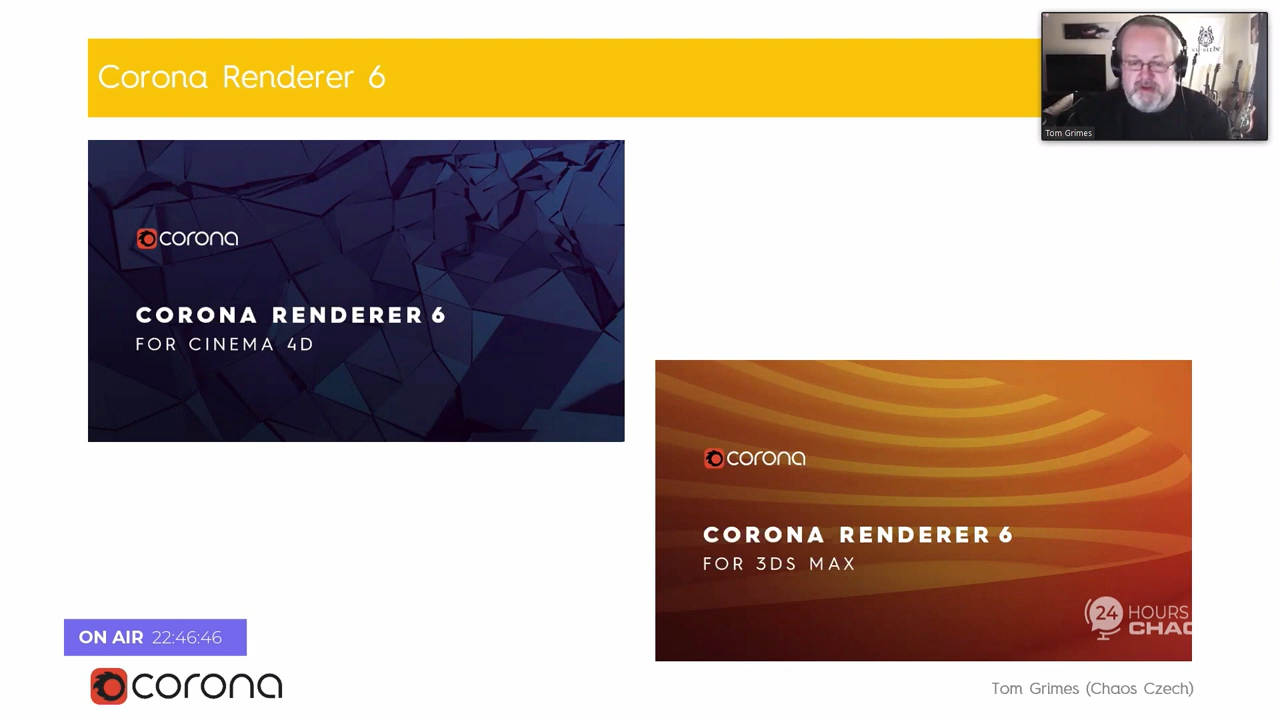 Corona Renderer 6
Tom Grimes
corona
CORONA RENDERER 6
FOR CINEMA 4D
corona
CORONA RENDERER 6
FOR 3DS MAX
24 HOURS
CHAO
ON AIR 22:46:46
corona
Tom Grimes (Chaos Czech)